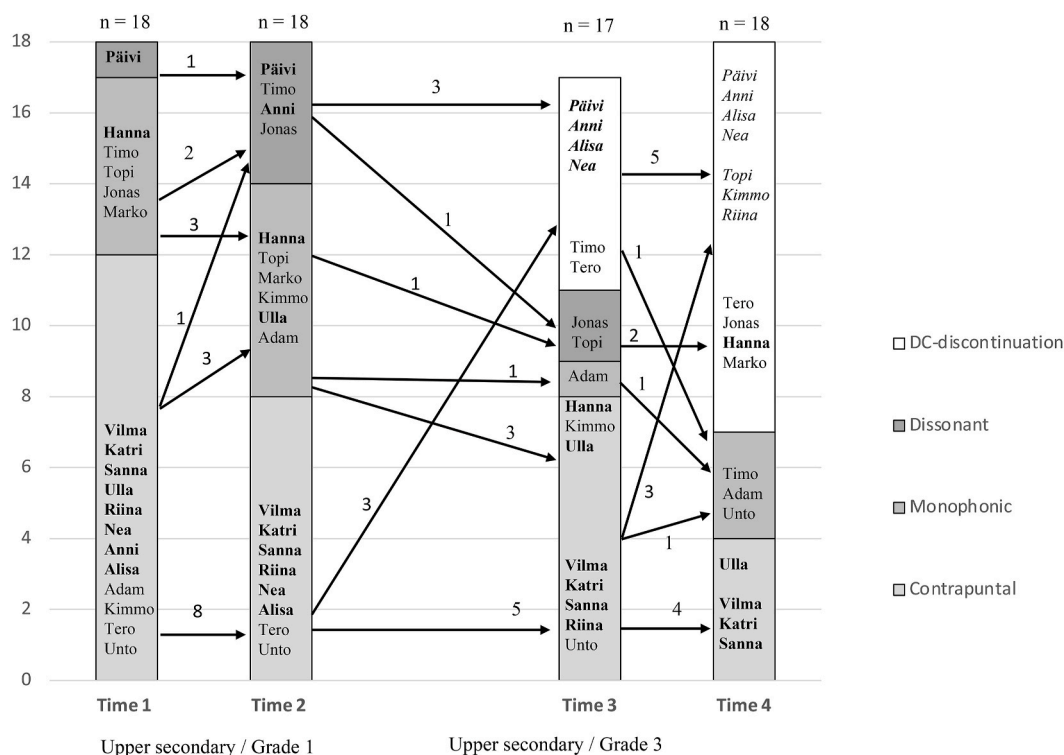 n = 18
n = 18
n = 17
n = 18
18
16
14
12
10
8
6
4
2
0
Päivi
Hanna
Timo
Topi
Jonas
Marko
Vilma
Katri
Sanna
Ulla
Riina
Nea
Anni
Alisa
Adam
Kimmo
Tero
Unto
1
2
3
1
3
8
Päivi
Timo
Anni
Jonas
Hanna
Topi
Marko
Kimmo
Ulla
Adam
Vilma
Katri
Sanna
Riina
Nea
Alisa
Tero
Unto
3
1
1
1
3
3
5
Päivi
Anni
Alisa
Nea
Timo
Tero
Jonas
Topi
Adam
Hanna
Kimmo
Ulla
Vilma
Katri
Sanna
Riina
Unto
5
1
2
1
3
1
4
Päivi
Anni
Alisa
Nea
Topi
Kimmo
Riina
Tero
Jonas
Hanna
Marko
Timo
Adam
Unto
Ulla
Vilma
Katri
Sanna
DC-discontinuation
Dissonant
Monophonic
Contrapuntal
Time 1
Time 2
Time 3
Time 4
Upper secondary / Grade 1
Upper secondary / Grade 3